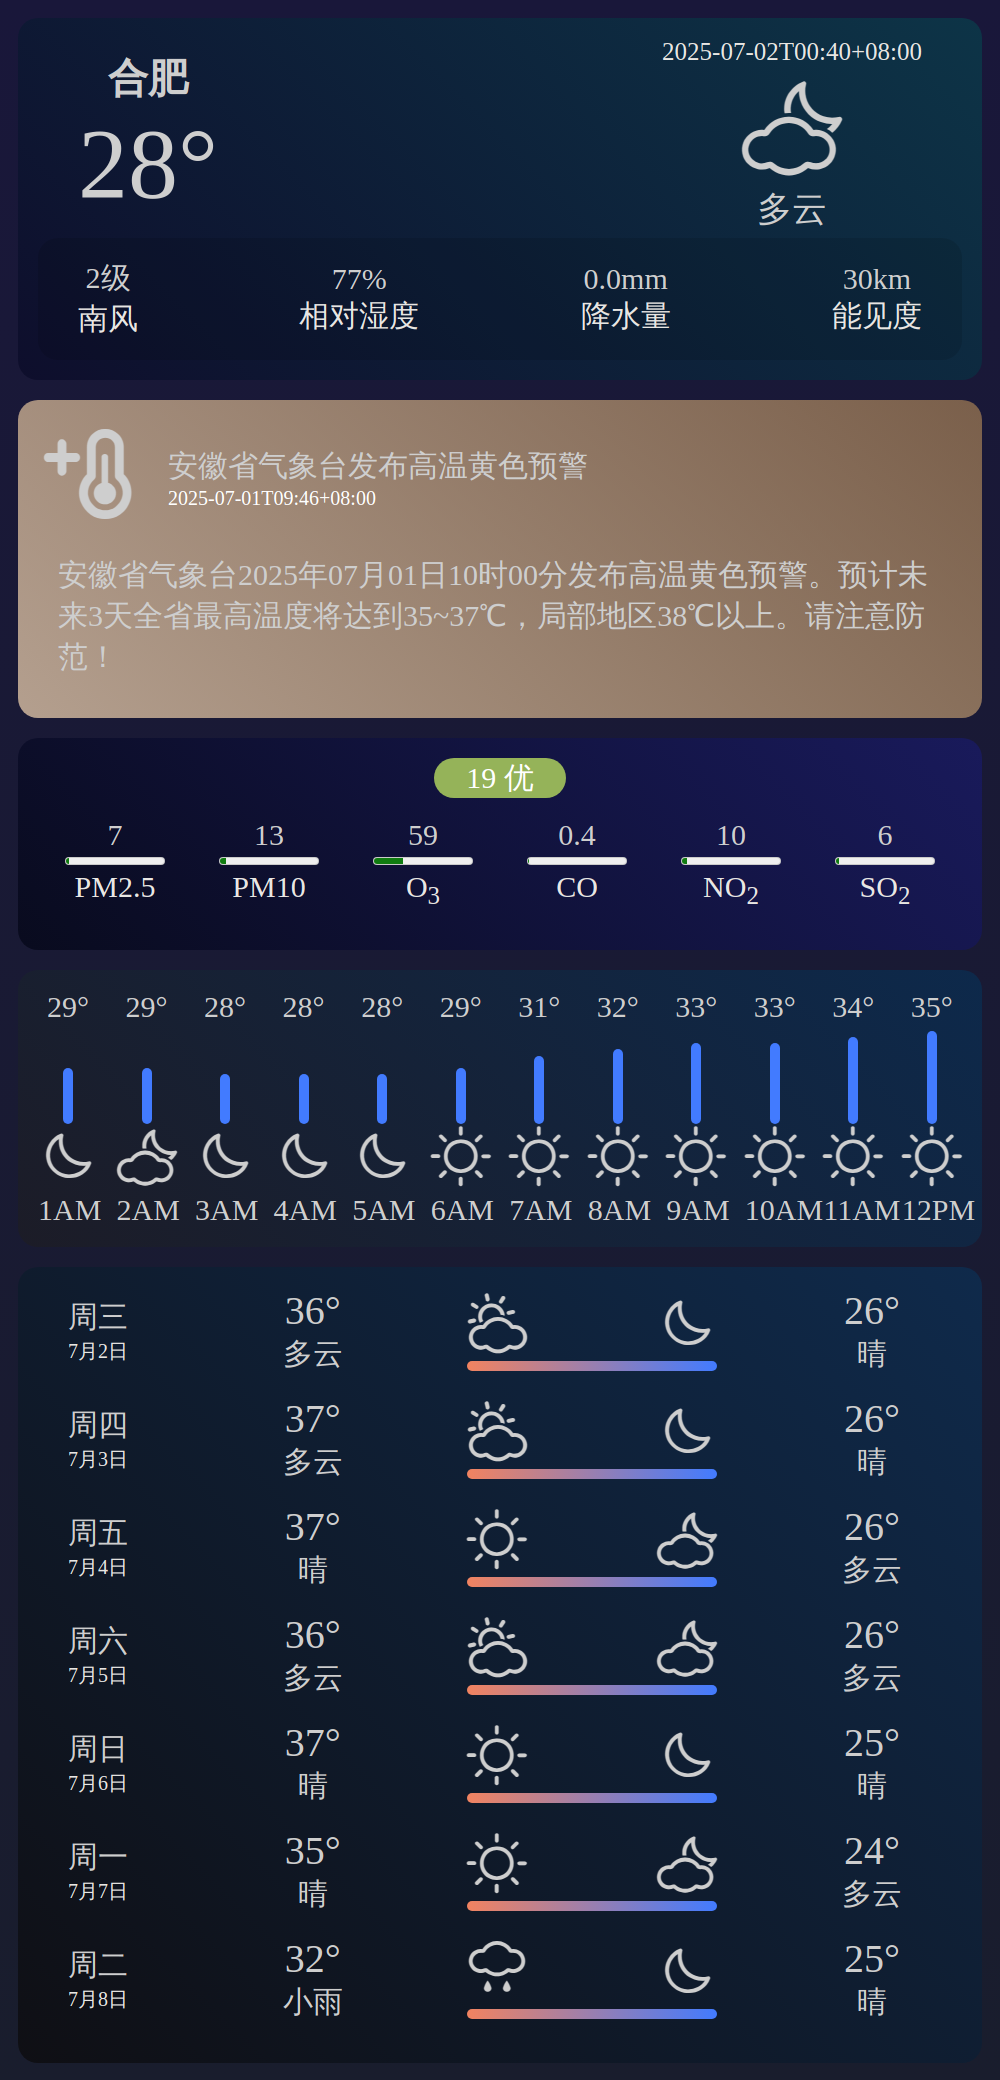 2025-07-02T00:40+08:00
合肥
28°
多云
2级
77%
0.0mm
30km
南风
相对湿度
降水量
能见度
安徽省气象台发布高温黄色预警
2025-07-01T09:46+08:00
安徽省气象台2025年07月01日10时00分发布高温黄色预警。预计未
来3天全省最高温度将达到35~37℃，局部地区38℃以上。请注意防
范！
19 优
7 13 59 0.4 10 6
PM2.5 PM10 O3 CO NO2 SO2
29° 29° 28° 28° 28° 29° 31° 32° 33° 33° 34° 35°
1AM 2AM 3AM 4AM 5AM 6AM 7AM 8AM 9AM 10AM 11AM 12PM
周三 36° 26°
7月2日 多云 晴
周四 37° 26°
7月3日 多云 晴
周五 37° 26°
7月4日 晴 多云
周六 36° 26°
7月5日 多云 多云
周日 37° 25°
7月6日 晴 晴
周一 35° 24°
7月7日 晴 多云
周二 32° 25°
7月8日 小雨 晴